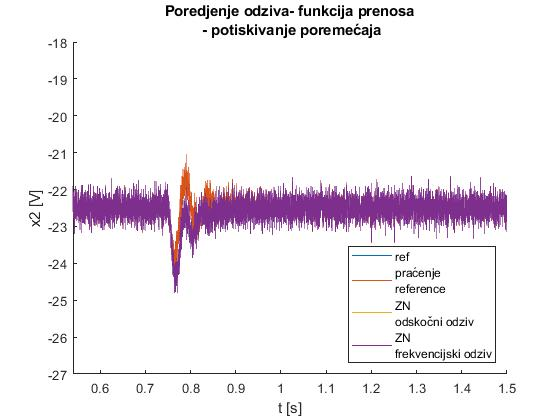 Poredjenje odziva- funkcija prenosa
- potiskivanje poremećaja
-18
-19
-20
-21
-22
-23
-24
-25
-26
-27
x2 [V]
0.6 0.7 0.8 0.9 1 1.1 1.2 1.3 1.4 1.5
t [s]
ref
praćenje
reference
ZN
odskočni odziv
ZN
frekvencijski odziv